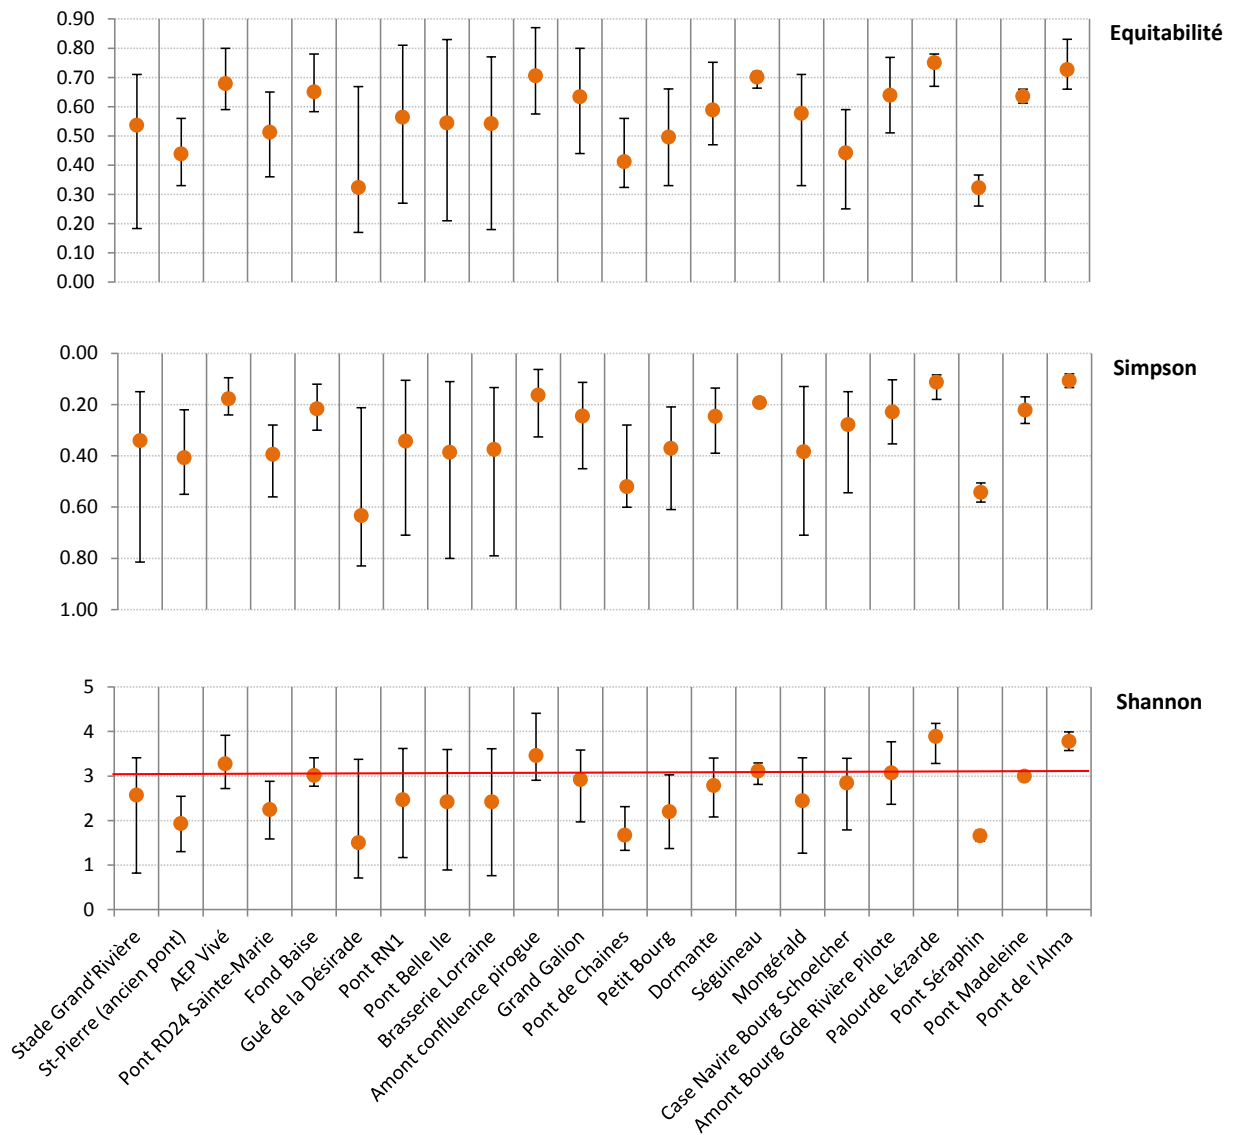 Equitabilité
0.90
0.80
0.70
0.60
0.50
0.40
0.30
0.20
0.10
0.00
Simpson
0.00
0.20
0.40
0.60
0.80
1.00
Shannon
5
4
3
2
1
0
Stade Grand'Rivière
St-Pierre (ancien pont)
AEP Vivé
Pont RD24 Sainte-Marie
Fond Baise
Gué de la Désirade
Pont RN1
Pont Belle Ile
Brasserie Lorraine
Amont confluence pirogue
Grand Galion
Pont de Chaines
Petit Bourg
Dormante
Séguineau
Mongérald
Case Navire Bourg Schoelcher
Amont Bourg Gde Rivière Pilote
Palourde Lézarde
Pont Séraphin
Pont Madeleine
Pont de l'Alma